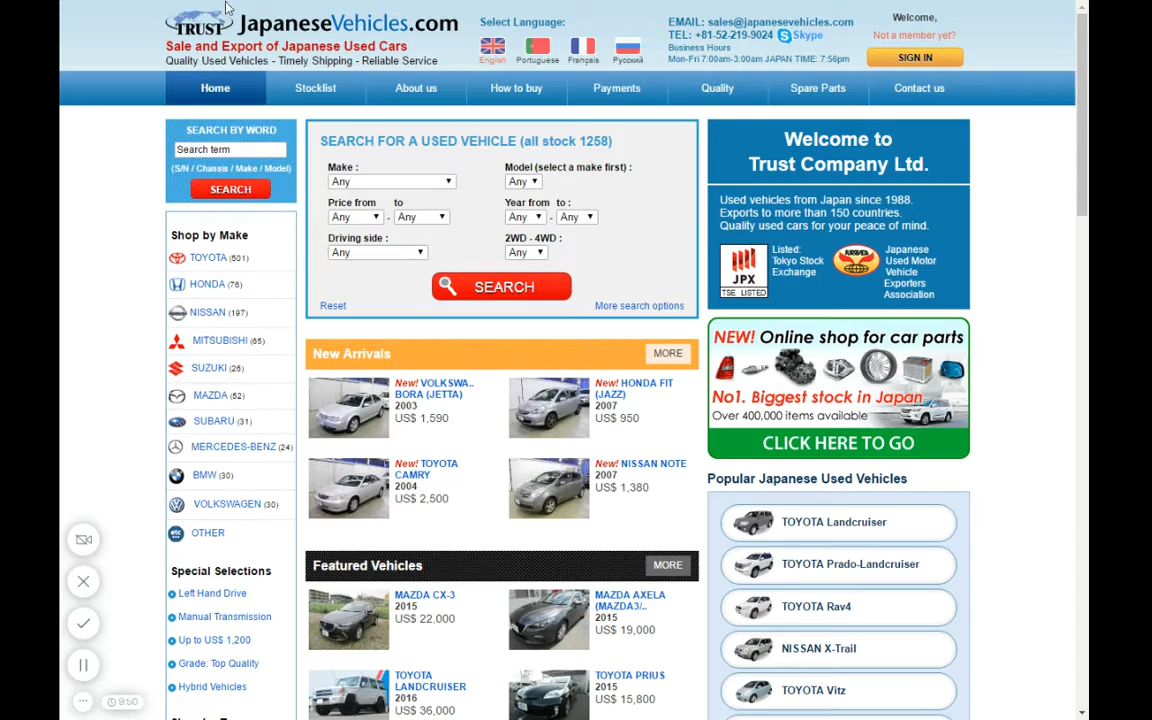 TRUST JapaneseVehicles.com
Sale and Export of Japanese Used Cars
Quality Used Vehicles - Timely Shipping - Reliable Service
Select Language:
English Portuguese Français Русский
EMAIL: sales@japanesevehicles.com
TEL: +81-52-219-9024 Skype
Business Hours
Mon-Fri 7:00am-3:00am JAPAN TIME: 7:56pm
Welcome,
Not a member yet?
SIGN IN
Home Stocklist About us How to buy Payments Quality Spare Parts Contact us
SEARCH BY WORD
Search term
(S/N / Chassis / Make / Model)
SEARCH
Shop by Make
TOYOTA (501)
HONDA (76)
NISSAN (197)
MITSUBISHI (65)
SUZUKI (26)
MAZDA (52)
SUBARU (31)
MERCEDES-BENZ (24)
BMW (30)
VOLKSWAGEN (30)
etc OTHER
Special Selections
Left Hand Drive
Manual Transmission
Up to US$ 1,200
Grade: Top Quality
Hybrid Vehicles
9:50
SEARCH FOR A USED VEHICLE (all stock 1258)
Make : Model (select a make first) :
Any Any
Price from to Year from to :
Any - Any Any - Any
Driving side : 2WD - 4WD :
Any Any
SEARCH
Reset More search options
New Arrivals MORE
New! VOLKSWA..
BORA (JETTA)
2003
US$ 1,590
New! HONDA FIT
(JAZZ)
2007
US$ 950
New! TOYOTA
CAMRY
2004
US$ 2,500
New! NISSAN NOTE
2007
US$ 1,380
Featured Vehicles MORE
MAZDA CX-3
2015
US$ 22,000
MAZDA AXELA
(MAZDA3/..
2015
US$ 19,000
TOYOTA
LANDCRUISER
2016
US$ 36,000
TOYOTA PRIUS
2015
US$ 15,800
Welcome to
Trust Company Ltd.
Used vehicles from Japan since 1988.
Exports to more than 150 countries.
Quality used cars for your peace of mind.
JPX
TSE LISTED
Listed:
Tokyo Stock
Exchange
JUMVEA
Japanese
Used Motor
Vehicle
Exporters
Association
NEW! Online shop for car parts
No1. Biggest stock in Japan
Over 400,000 items available
CLICK HERE TO GO
Popular Japanese Used Vehicles
TOYOTA Landcruiser
TOYOTA Prado-Landcruiser
TOYOTA Rav4
NISSAN X-Trail
TOYOTA Vitz